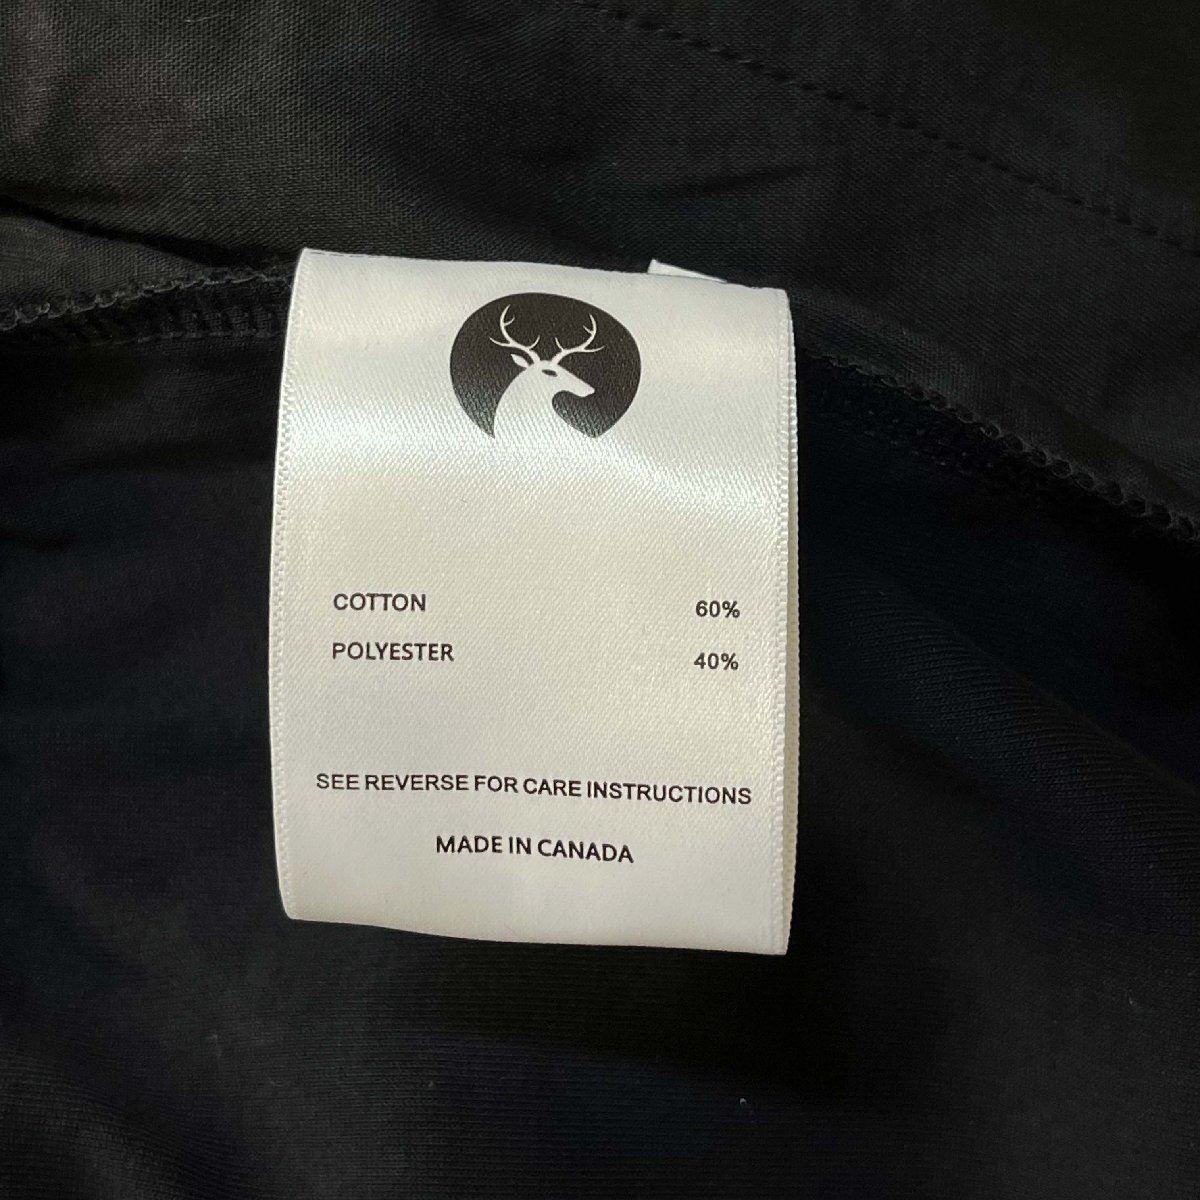 COTTON 60%
POLYESTER 40%
SEE REVERSE FOR CARE INSTRUCTIONS
MADE IN CANADA